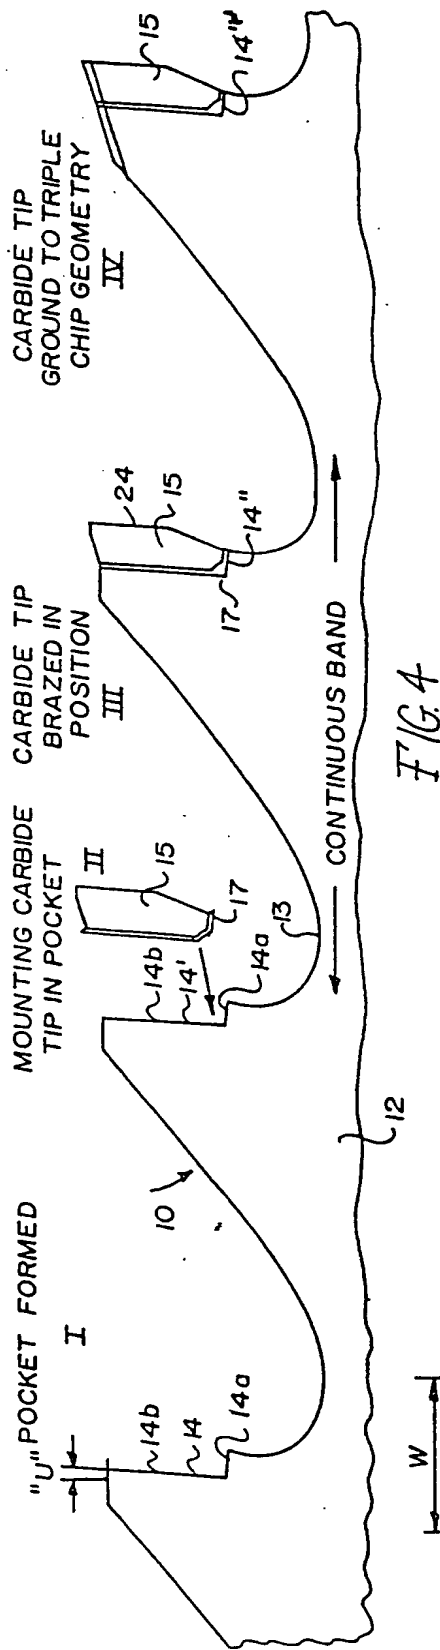 "U" POCKET FORMED
I
MOUNTING CARBIDE
TIP IN POCKET
II
CARBIDE TIP
BRAZED IN
POSITION
III
CARBIDE TIP
GROUND TO TRIPLE
CHIP GEOMETRY
IV
14b
14
14a
10
14b
14'
14a
13
15
17
24
15
17
14"
15
W
12
CONTINUOUS BAND
FIG. 4